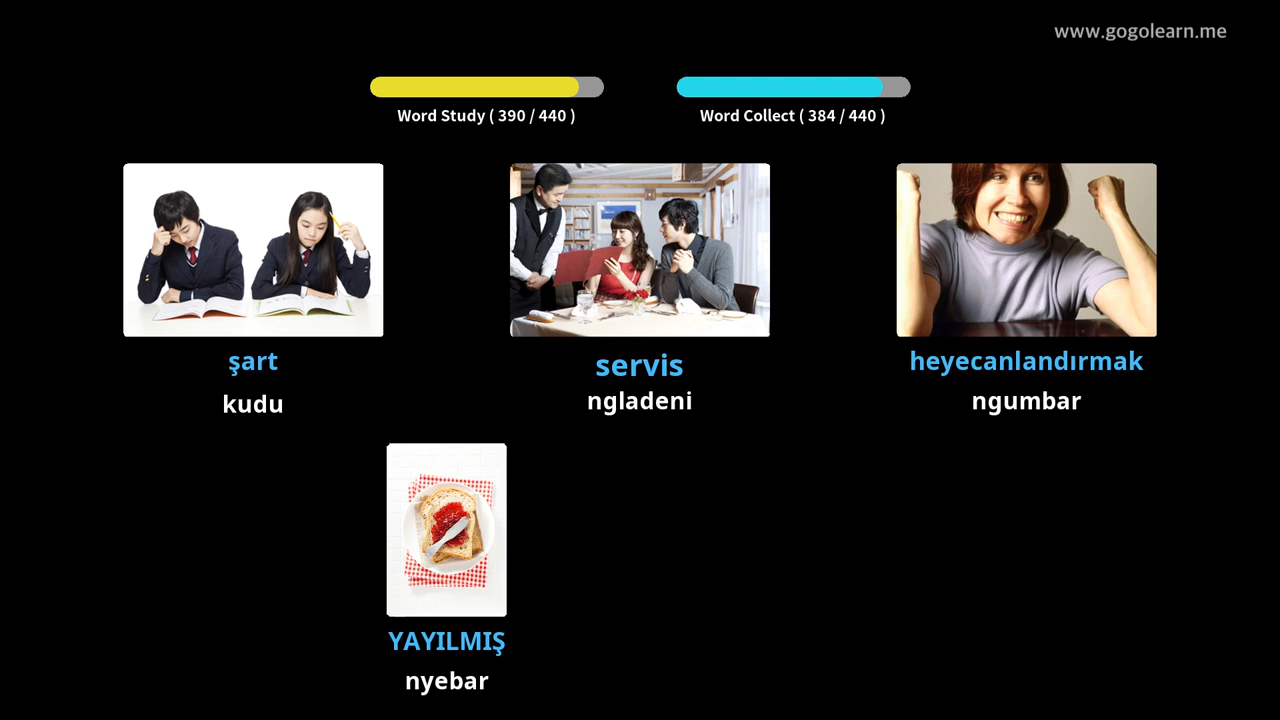 www.gogolearn.me
Word Study ( 390 / 440 )
Word Collect ( 384 / 440 )
şart
servis
heyecanlandırmak
kudu
ngladeni
ngumbar
YAYILMIŞ
nyebar